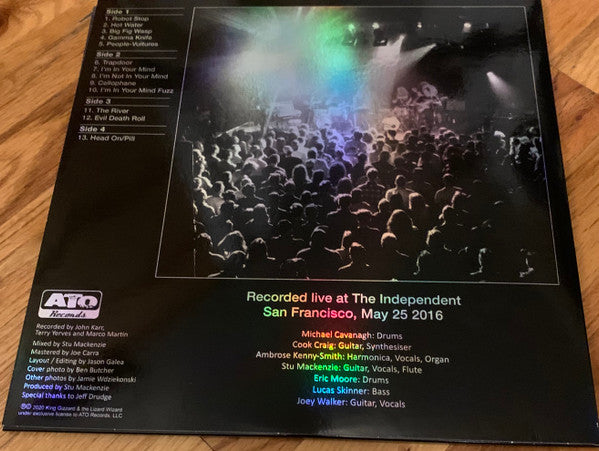 Side 1
1. Robot Stop
2. Hot Water
3. Big Fig Wasp
4. Gamma Knife
5. People-Vultures
Side 2
6. Trapdoor
7. I'm In Your Mind
8. I'm Not In Your Mind
9. Cellophane
10. I'm In Your Mind Fuzz
Side 3
11. The River
12. Evil Death Roll
Side 4
13. Head On/Pill
ATO
Records
Recorded by John Karr,
Terry Yerves and Marco Martin
Mixed by Stu Mackenzie
Mastered by Joe Carra
Layout / Editing by Jason Galea
Cover photo by Ben Butcher
Other photos by Jamie Wdziekonski
Produced by Stu Mackenzie
Special thanks to Jeff Drudge
℗© 2020 King Gizzard & the Lizard Wizard
under exclusive license to ATO Records, LLC
Recorded live at The Independent
San Francisco, May 25 2016
Michael Cavanagh: Drums
Cook Craig: Guitar, Synthesiser
Ambrose Kenny-Smith: Harmonica, Vocals, Organ
Stu Mackenzie: Guitar, Vocals, Flute
Eric Moore: Drums
Lucas Skinner: Bass
Joey Walker: Guitar, Vocals